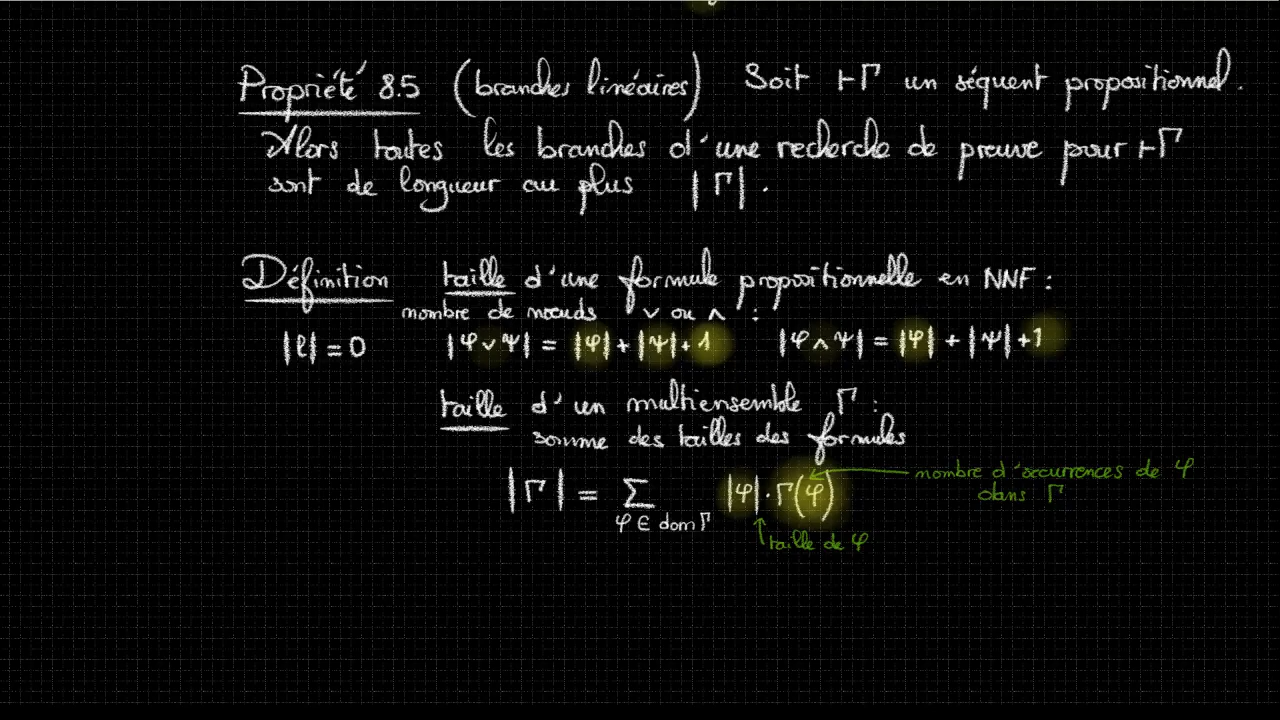 Propriété 8.5 (branches linéaires) Soit ⊢Γ un séquent propositionnel.
Alors toutes les branches d'une recherche de preuve pour ⊢Γ
sont de longueur au plus |Γ|.
Définition taille d'une formule propositionnelle en NNF :
nombre de nœuds ∨ ou ∧ :
|ℓ| = 0 |φ ∨ ψ| = |φ| + |ψ| + 1 |φ ∧ ψ| = |φ| + |ψ| + 1
taille d'un multiensemble Γ :
somme des tailles des formules
|Γ| = Σ |φ| · Γ(φ)
φ ∈ dom Γ
nombre d'occurrences de φ
dans Γ
taille de φ